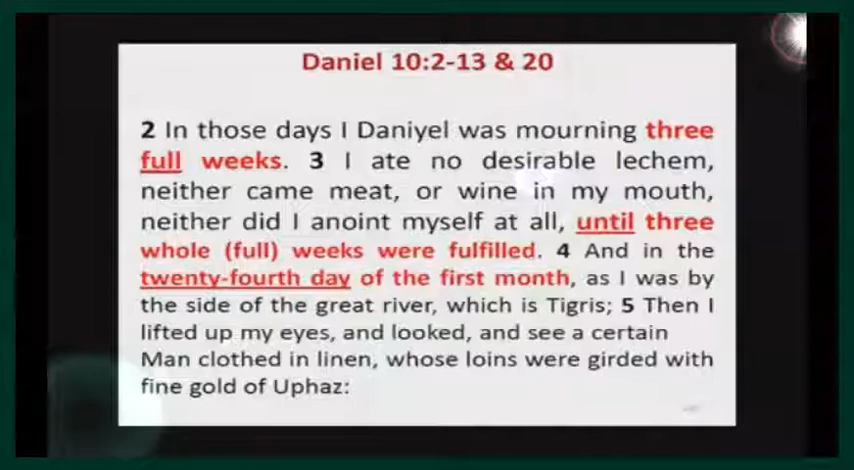 Daniel 10:2-13 & 20
2 In those days I Daniyel was mourning three
full weeks. 3 I ate no desirable lechem,
neither came meat, or wine in my mouth,
neither did I anoint myself at all, until three
whole (full) weeks were fulfilled. 4 And in the
twenty-fourth day of the first month, as I was by
the side of the great river, which is Tigris; 5 Then I
lifted up my eyes, and looked, and see a certain
Man clothed in linen, whose loins were girded with
fine gold of Uphaz: